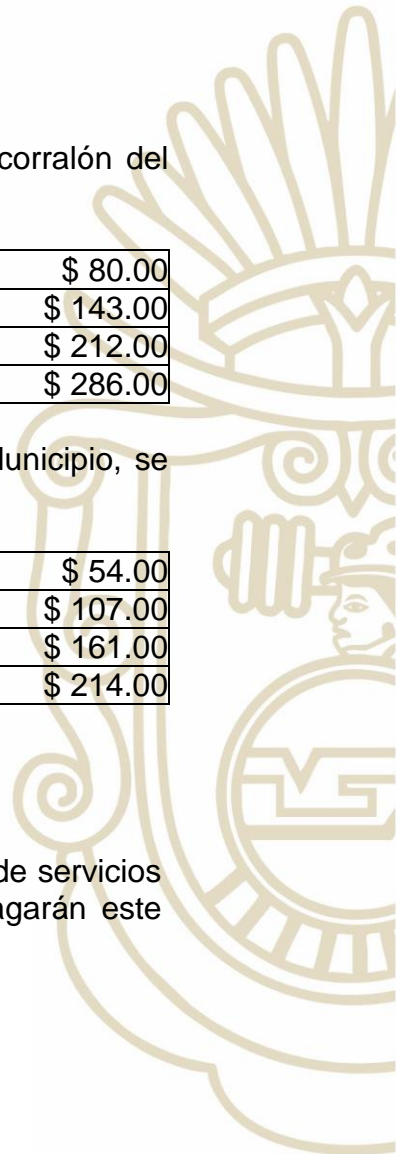 corralón del
$ 80.00
$ 143.00
$ 212.00
$ 286.00
unicipio, se
$ 54.00
$ 107.00
$ 161.00
$ 214.00
de servicios
agarán este